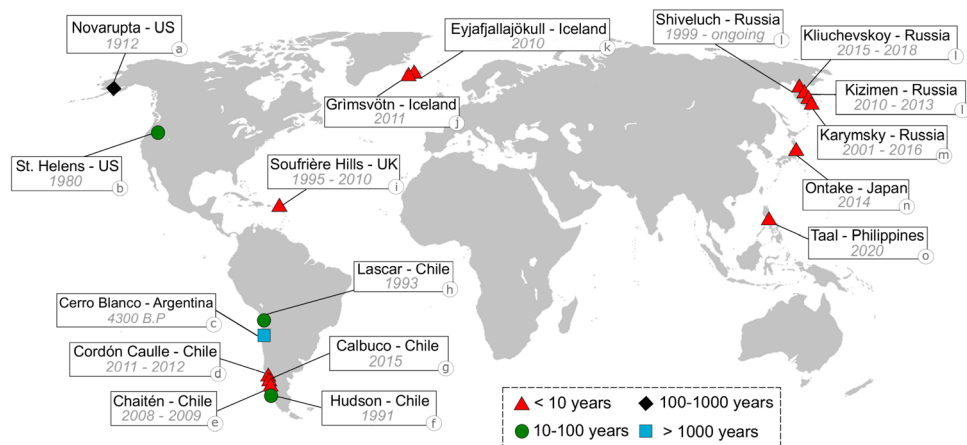 Novarupta - US
1912
a
Eyjafjallajökull - Iceland
2010
k
Shiveluch - Russia
1999 - ongoing
l
Kliuchevskoy - Russia
2015 - 2018
l
Grìmsvötn - Iceland
2011
j
Kizimen - Russia
2010 - 2013
l
Karymsky - Russia
2001 - 2016
m
St. Helens - US
1980
b
Soufrière Hills - UK
1995 - 2010
i
Ontake - Japan
2014
n
Taal - Philippines
2020
o
Lascar - Chile
1993
h
Cerro Blanco - Argentina
4300 B.P
c
Cordón Caulle - Chile
2011 - 2012
d
Calbuco - Chile
2015
g
Chaitén - Chile
2008 - 2009
e
Hudson - Chile
1991
f
< 10 years
100-1000 years
10-100 years
> 1000 years